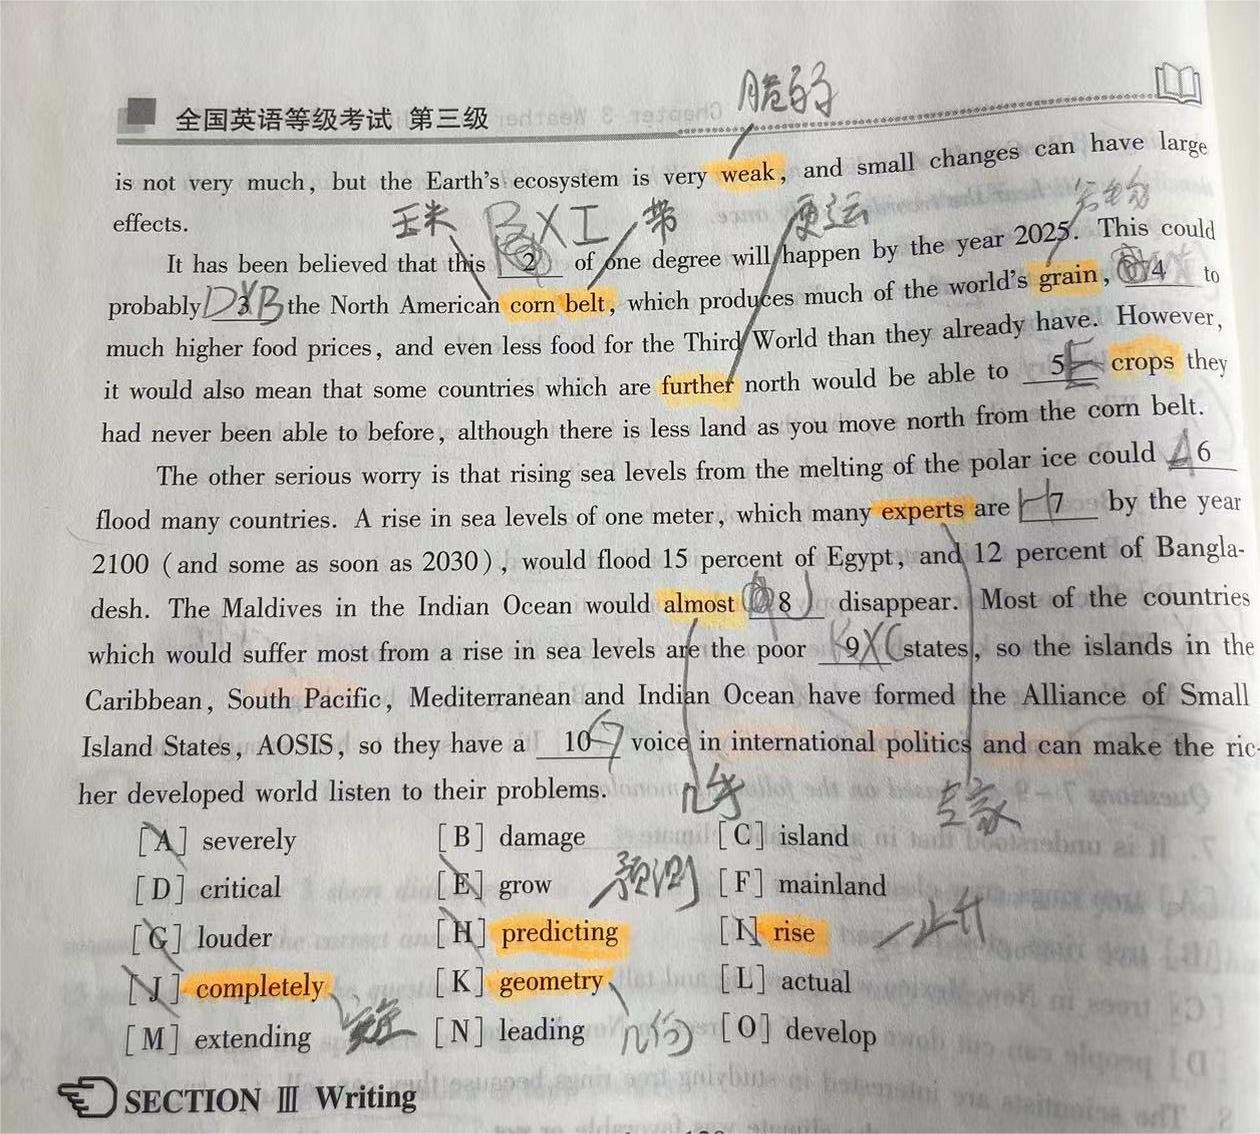 脆的
全国英语等级考试 第三级
is not very much, but the Earth's ecosystem is very weak, and small changes can have large
effects.
玉米 B X I 带 更远 谷物
It has been believed that this 2 of one degree will happen by the year 2025. This could
probably D X 3 B the North American corn belt, which produces much of the world's grain, 4 to
much higher food prices, and even less food for the Third World than they already have. However,
it would also mean that some countries which are further north would be able to 5 E crops they
had never been able to before, although there is less land as you move north from the corn belt.
The other serious worry is that rising sea levels from the melting of the polar ice could A 6
flood many countries. A rise in sea levels of one meter, which many experts are H 7 by the year
2100 (and some as soon as 2030), would flood 15 percent of Egypt, and 12 percent of Bangla-
desh. The Maldives in the Indian Ocean would almost 8 J disappear. Most of the countries
which would suffer most from a rise in sea levels are the poor K 9 X C states, so the islands in the
Caribbean, South Pacific, Mediterranean and Indian Ocean have formed the Alliance of Small
Island States, AOSIS, so they have a 10 G voice in international politics and can make the ric-
her developed world listen to their problems.
几乎 专家
[A] severely [B] damage [C] island
[D] critical [E] grow 预测 [F] mainland
[G] louder [H] predicting [I] rise 上升
[J] completely [K] geometry [L] actual
[M] extending 完全 [N] leading 几何 [O] develop
SECTION Ⅲ Writing